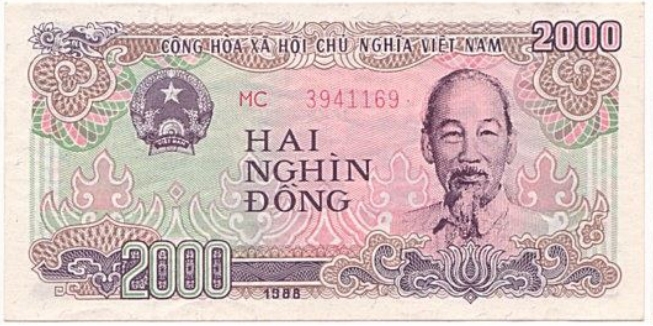 CỘNG HÒA XÃ HỘI CHỦ NGHĨA VIỆT NAM
2000
MC 3941169
HAI
NGHÌN
ĐỒNG
2000
1988